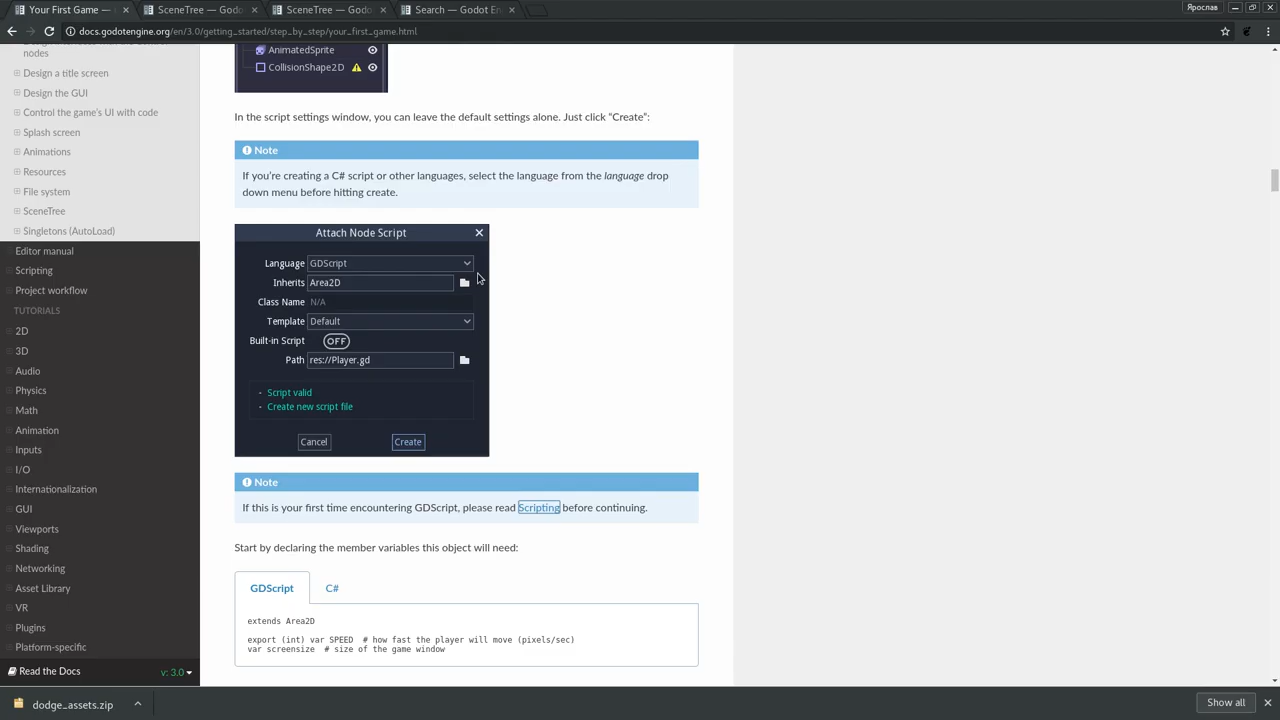 Your First Game —
SceneTree — Godo
SceneTree — Godo
Search — Godot En
Ярослав
docs.godotengine.org/en/3.0/getting_started/step_by_step/your_first_game.html
nodes
Design a title screen
Design the GUI
Control the game's UI with code
Splash screen
Animations
Resources
File system
SceneTree
Singletons (AutoLoad)
Editor manual
Scripting
Project workflow
TUTORIALS
2D
3D
Audio
Physics
Math
Animation
Inputs
I/O
Internationalization
GUI
Viewports
Shading
Networking
Asset Library
VR
Plugins
Platform-specific
Read the Docs
v: 3.0
AnimatedSprite
CollisionShape2D
In the script settings window, you can leave the default settings alone. Just click “Create”:
Note
If you’re creating a C# script or other languages, select the language from the language drop
down menu before hitting create.
Attach Node Script
Language GDScript
Inherits Area2D
Class Name N/A
Template Default
Built-in Script OFF
Path res://Player.gd
- Script valid
- Create new script file
Cancel Create
Note
If this is your first time encountering GDScript, please read Scripting before continuing.
Start by declaring the member variables this object will need:
GDScript C#
extends Area2D
export (int) var SPEED # how fast the player will move (pixels/sec)
var screensize # size of the game window
dodge_assets.zip
Show all